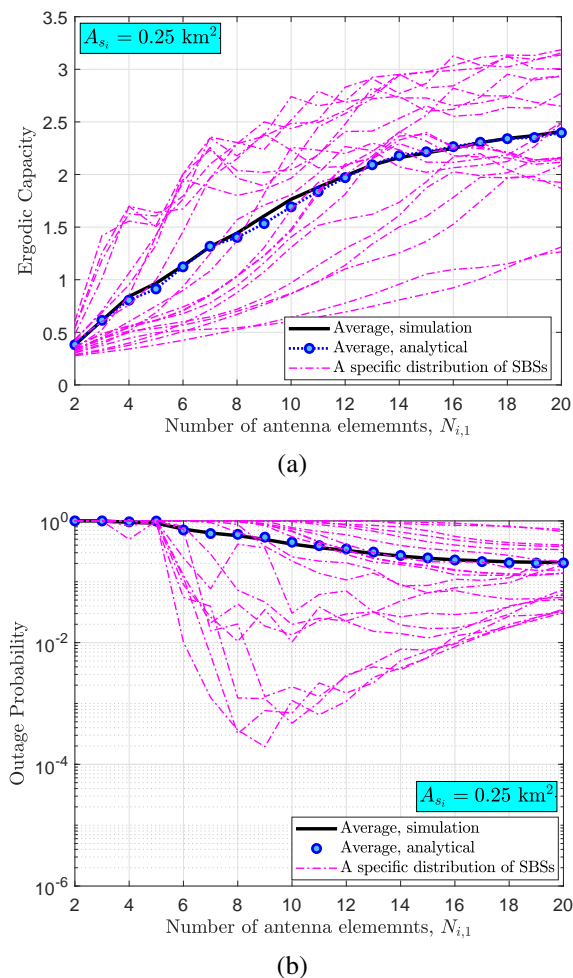 3.5
A_{s_i} = 0.25 km²
3
2.5
2
1.5
1
0.5
0
Ergodic Capacity
Average, simulation
Average, analytical
A specific distribution of SBSs
2 4 6 8 10 12 14 16 18 20
Number of antenna elememnts, N_{i,1}
(a)
10^0
10^{-2}
10^{-4}
10^{-6}
Outage Probability
A_{s_i} = 0.25 km²
Average, simulation
Average, analytical
A specific distribution of SBSs
2 4 6 8 10 12 14 16 18 20
Number of antenna elememnts, N_{i,1}
(b)